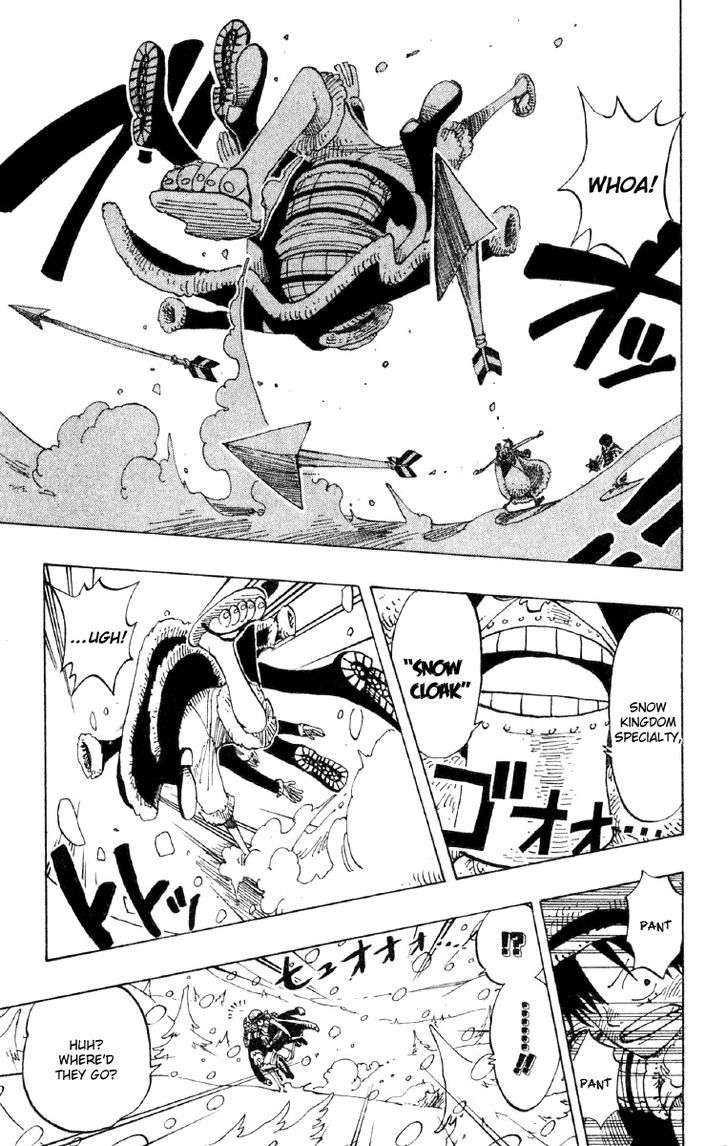 WHOA!
オッ
SNOW
KINGDOM
SPECIALTY,
"SNOW
CLOAK"
ゴオオ...
...UGH!
トトッ
PANT
PANT
!?
........!!
ヒュオオオ...
HUH?
WHERE'D
THEY GO?